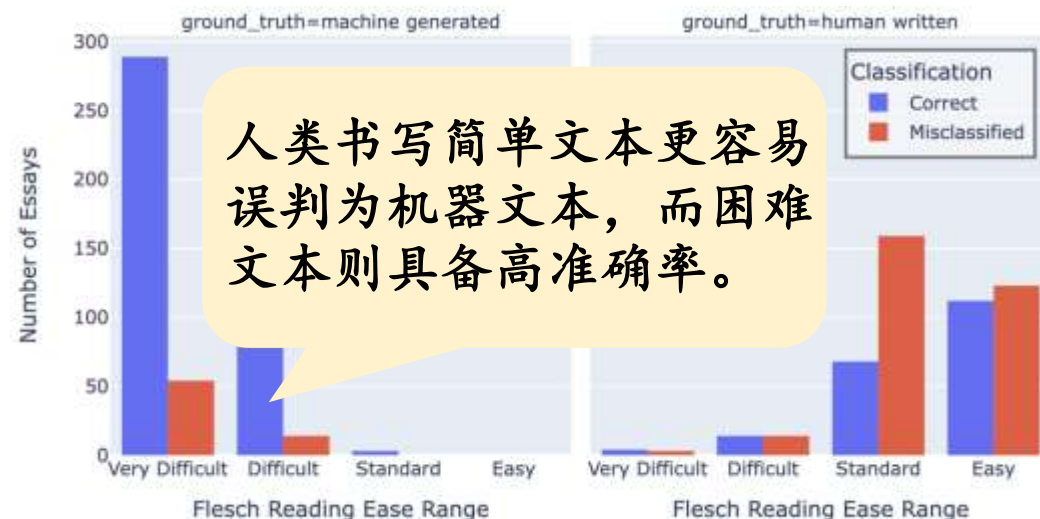 ground_truth=machine generated
ground_truth=human written
Number of Essays
300
250
200
150
100
50
0
Classification
Correct
Misclassified
人类书写简单文本更容易
误判为机器文本，而困难
文本则具备高准确率。
Very Difficult
Difficult
Standard
Easy
Very Difficult
Difficult
Standard
Easy
Flesch Reading Ease Range
Flesch Reading Ease Range